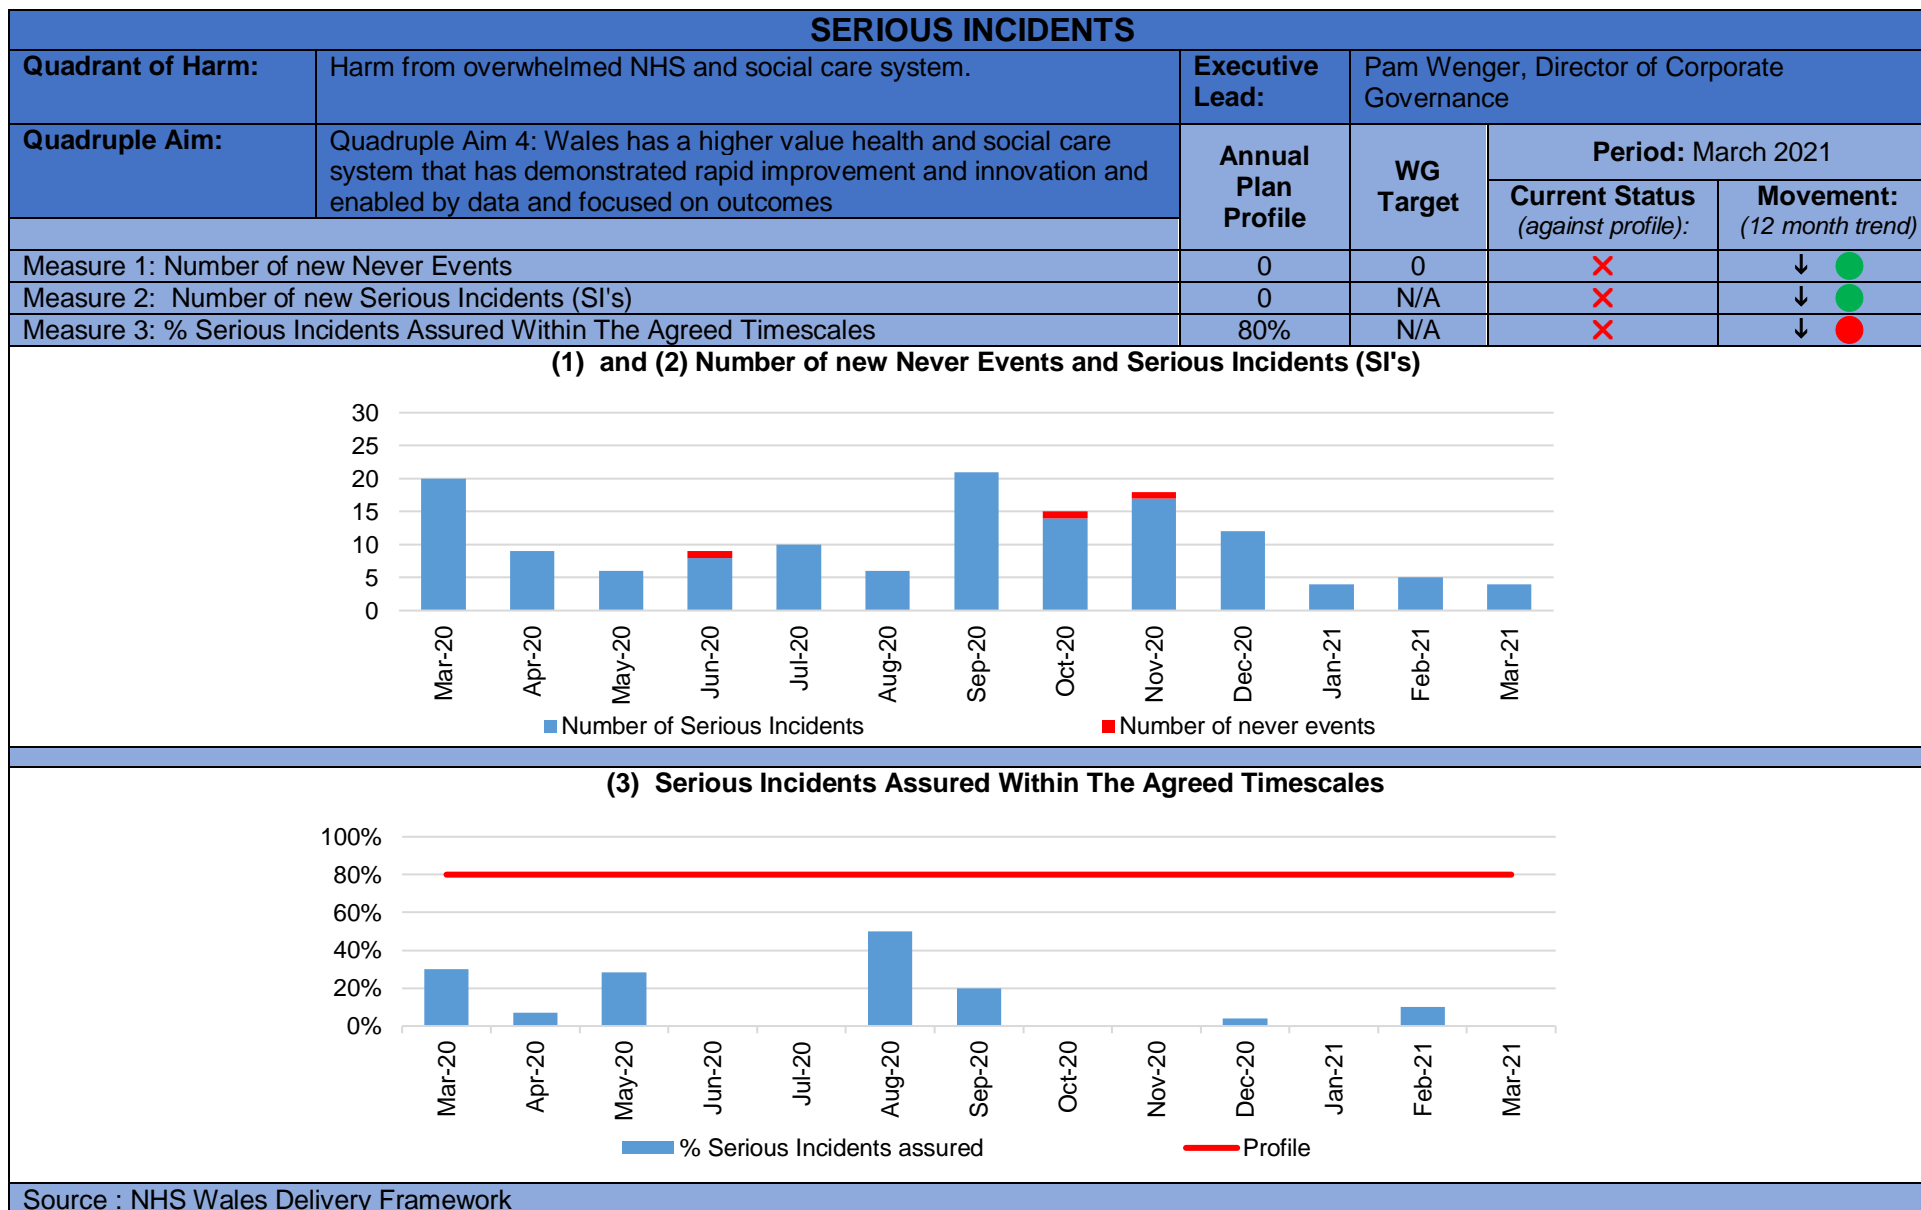 SERIOUS INCIDENTS
Quadrant of Harm:
Harm from overwhelmed NHS and social care system.
Executive
Lead:
Pam Wenger, Director of Corporate
Governance
Quadruple Aim:
Quadruple Aim 4: Wales has a higher value health and social care
system that has demonstrated rapid improvement and innovation and
enabled by data and focused on outcomes
Annual
Plan
Profile
WG
Target
Period: March 2021
Current Status
(against profile):
Movement:
(12 month trend)
Measure 1: Number of new Never Events 0 0 ✕ ↓
Measure 2:  Number of new Serious Incidents (SI's) 0 N/A ✕ ↓
Measure 3: % Serious Incidents Assured Within The Agreed Timescales 80% N/A ✕ ↓
(1)  and (2) Number of new Never Events and Serious Incidents (SI's)
30
25
20
15
10
5
0
Mar-20
Apr-20
May-20
Jun-20
Jul-20
Aug-20
Sep-20
Oct-20
Nov-20
Dec-20
Jan-21
Feb-21
Mar-21
Number of Serious Incidents
Number of never events
(3)  Serious Incidents Assured Within The Agreed Timescales
100%
80%
60%
40%
20%
0%
Mar-20
Apr-20
May-20
Jun-20
Jul-20
Aug-20
Sep-20
Oct-20
Nov-20
Dec-20
Jan-21
Feb-21
Mar-21
% Serious Incidents assured
Profile
Source : NHS Wales Delivery Framework